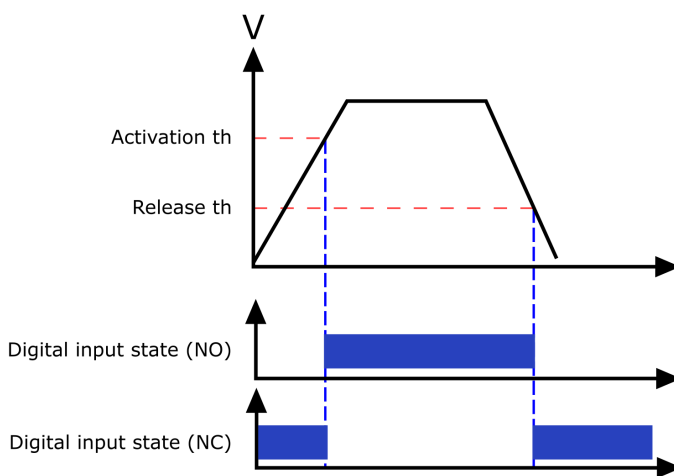 V
Activation th
Release th
Digital input state (NO)
Digital input state (NC)